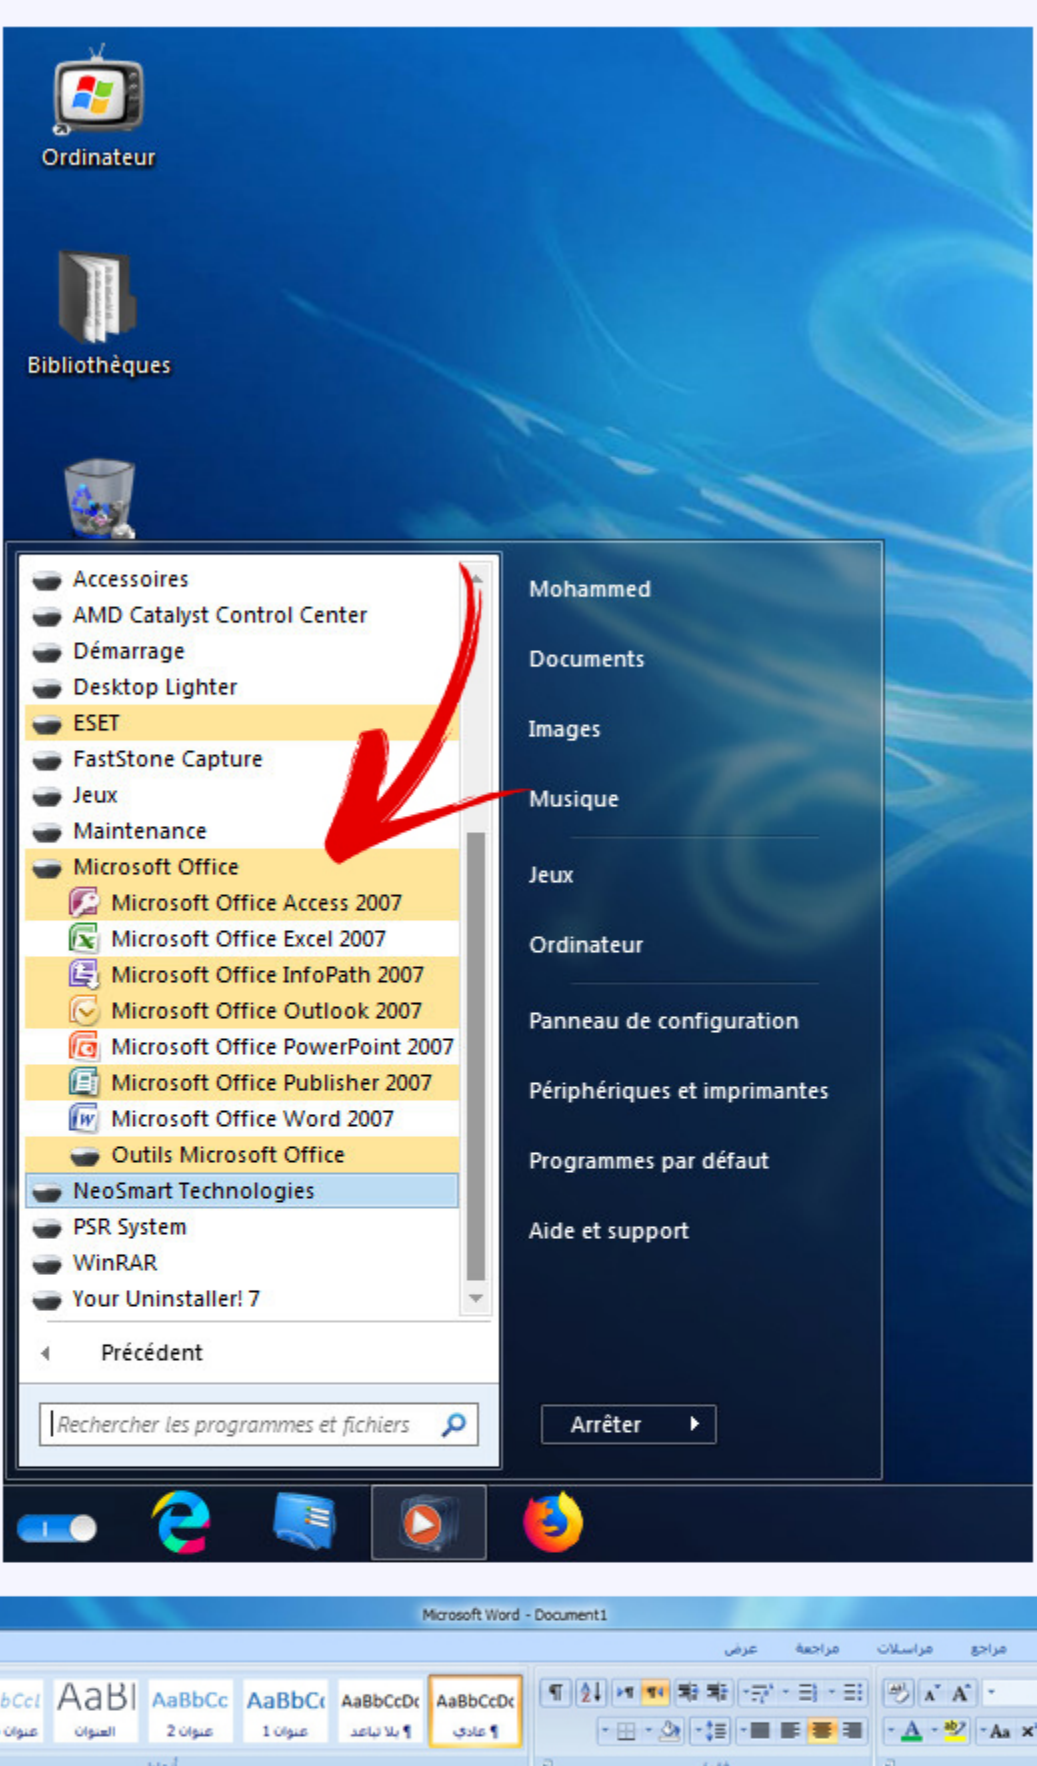 Ordinateur
Bibliothèques
Accessoires
AMD Catalyst Control Center
Démarrage
Desktop Lighter
ESET
FastStone Capture
Jeux
Maintenance
Microsoft Office
Microsoft Office Access 2007
Microsoft Office Excel 2007
Microsoft Office InfoPath 2007
Microsoft Office Outlook 2007
Microsoft Office PowerPoint 2007
Microsoft Office Publisher 2007
Microsoft Office Word 2007
Outils Microsoft Office
NeoSmart Technologies
PSR System
WinRAR
Your Uninstaller! 7
Précédent
Rechercher les programmes et fichiers
Mohammed
Documents
Images
Musique
Jeux
Ordinateur
Panneau de configuration
Périphériques et imprimantes
Programmes par défaut
Aide et support
Arrêter
Microsoft Word - Document1
مراجع مراسلات مراجعة عرض
AaBl AaBbCc AaBbCc AaBbCcDc AaBbCcDc
¶ عادي ¶ بلا تباعد عنوان 1 عنوان 2 العنوان عنوان